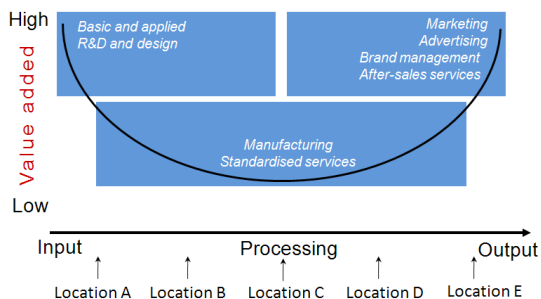 High
Basic and applied
R&D and design
Marketing
Advertising
Brand management
After-sales services
Value added
Manufacturing
Standardised services
Low
Input Processing Output
Location A Location B Location C Location D Location E